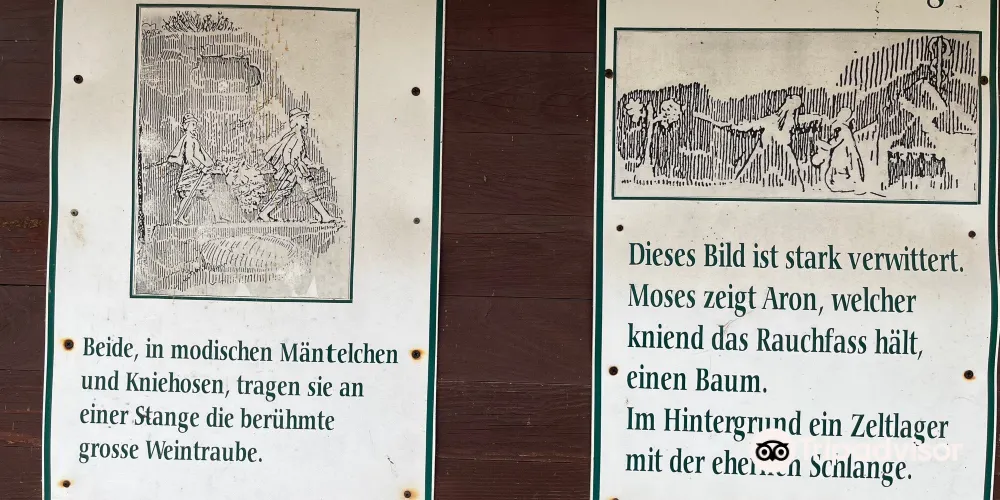 Beide, in modischen Mäntelchen
und Kniehosen, tragen sie an
einer Stange die berühmte
grosse Weintraube.
Dieses Bild ist stark verwittert.
Moses zeigt Aron, welcher
kniend das Rauchfass hält,
einen Baum.
Im Hintergrund ein Zeltlager
mit der ehernen Schlange.
Tripadvisor